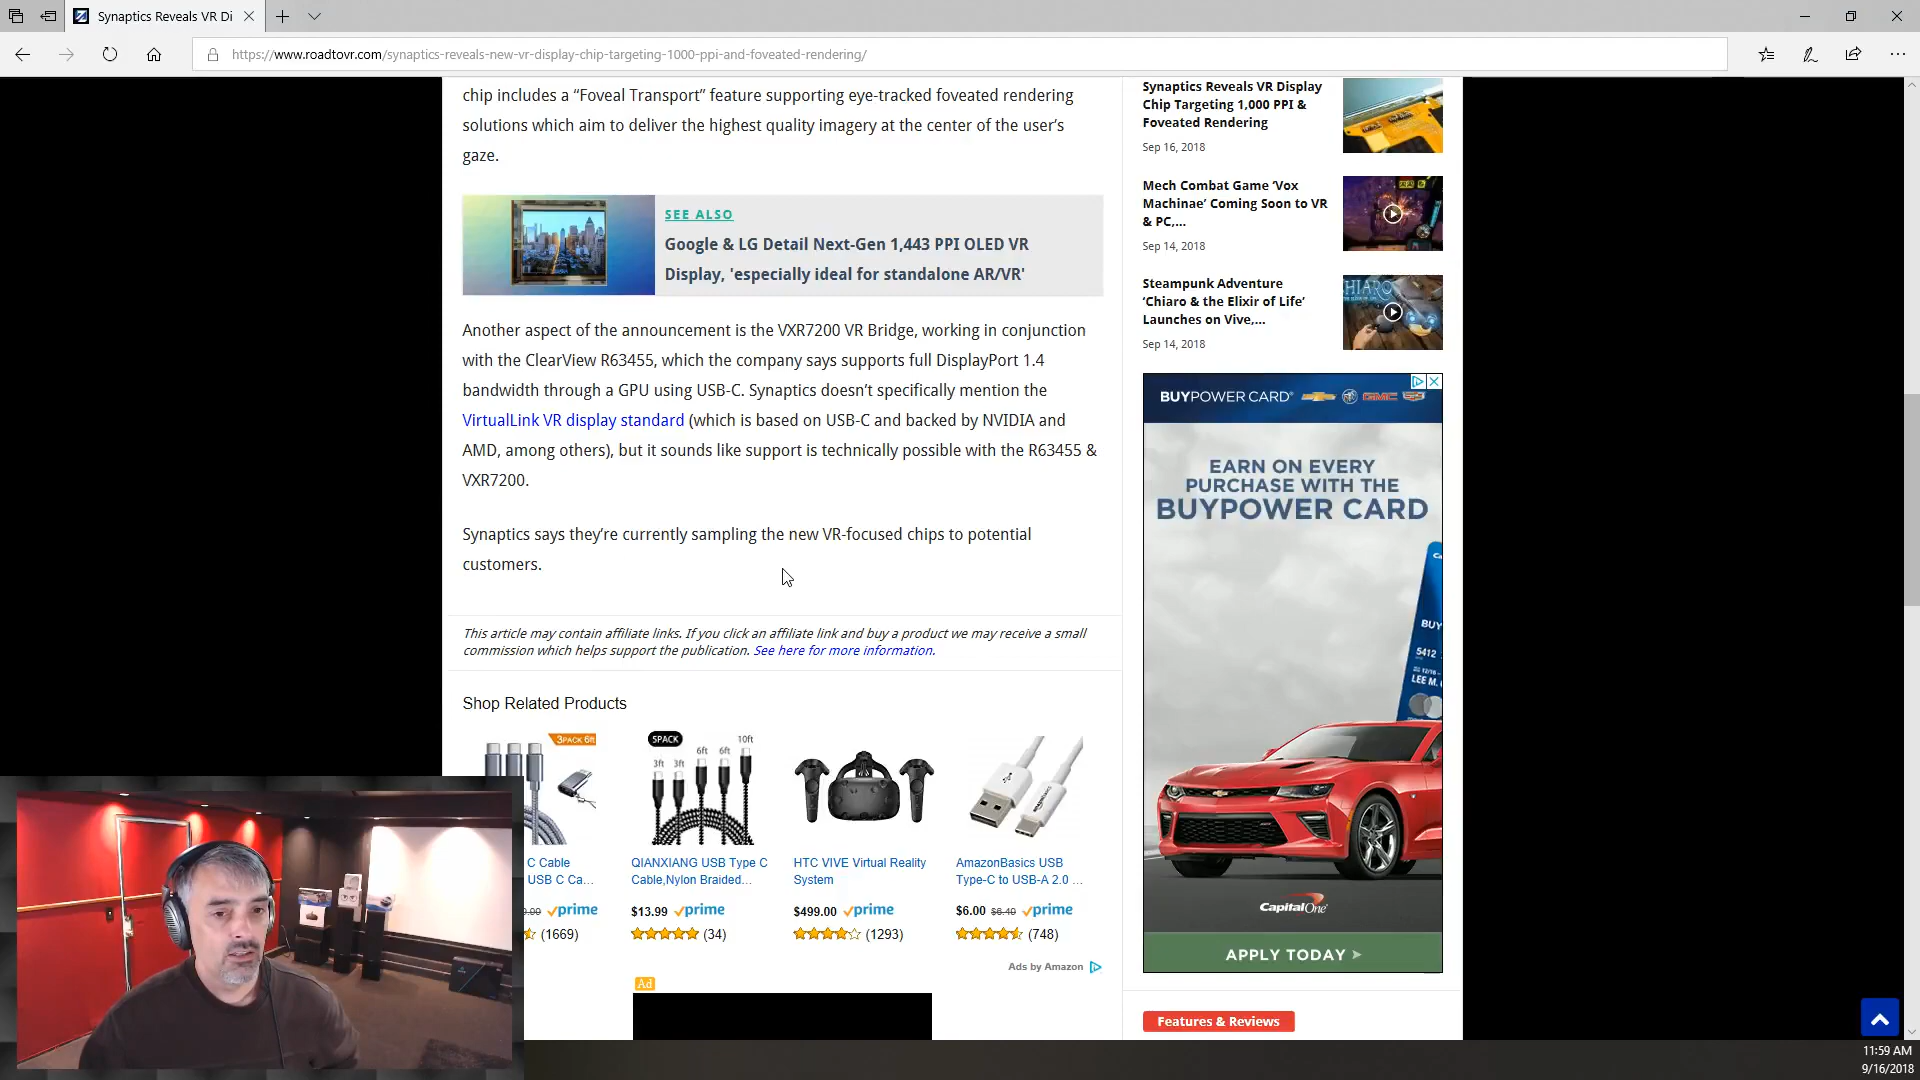 Synaptics Reveals VR Di
https://www.roadtovr.com/synaptics-reveals-new-vr-display-chip-targeting-1000-ppi-and-foveated-rendering/
chip includes a “Foveal Transport” feature supporting eye-tracked foveated rendering
solutions which aim to deliver the highest quality imagery at the center of the user’s
gaze.
SEE ALSO
Google & LG Detail Next-Gen 1,443 PPI OLED VR
Display, 'especially ideal for standalone AR/VR'
Another aspect of the announcement is the VXR7200 VR Bridge, working in conjunction
with the ClearView R63455, which the company says supports full DisplayPort 1.4
bandwidth through a GPU using USB-C. Synaptics doesn’t specifically mention the
VirtualLink VR display standard (which is based on USB-C and backed by NVIDIA and
AMD, among others), but it sounds like support is technically possible with the R63455 &
VXR7200.
Synaptics says they’re currently sampling the new VR-focused chips to potential
customers.
This article may contain affiliate links. If you click an affiliate link and buy a product we may receive a small
commission which helps support the publication. See here for more information.
Shop Related Products
3PACK 6ft
C Cable
USB C Ca...
prime
(1669)
5PACK
3ft 3ft 6ft 6ft 10ft
QIANXIANG USB Type C
Cable,Nylon Braided...
$13.99 prime
(34)
HTC VIVE Virtual Reality
System
$499.00 prime
(1293)
AmazonBasics USB
Type-C to USB-A 2.0 ...
$6.00 $6.49 prime
(748)
Ads by Amazon
Ad
Synaptics Reveals VR Display
Chip Targeting 1,000 PPI &
Foveated Rendering
Sep 16, 2018
Mech Combat Game ‘Vox
Machinae’ Coming Soon to VR
& PC,...
Sep 14, 2018
Steampunk Adventure
‘Chiaro & the Elixir of Life’
Launches on Vive,...
Sep 14, 2018
CHIARO
BUYPOWER CARD
GMC
EARN ON EVERY
PURCHASE WITH THE
BUYPOWER CARD
BUY
5412
LEE M.
Capital One
APPLY TODAY
Features & Reviews
11:59 AM
9/16/2018